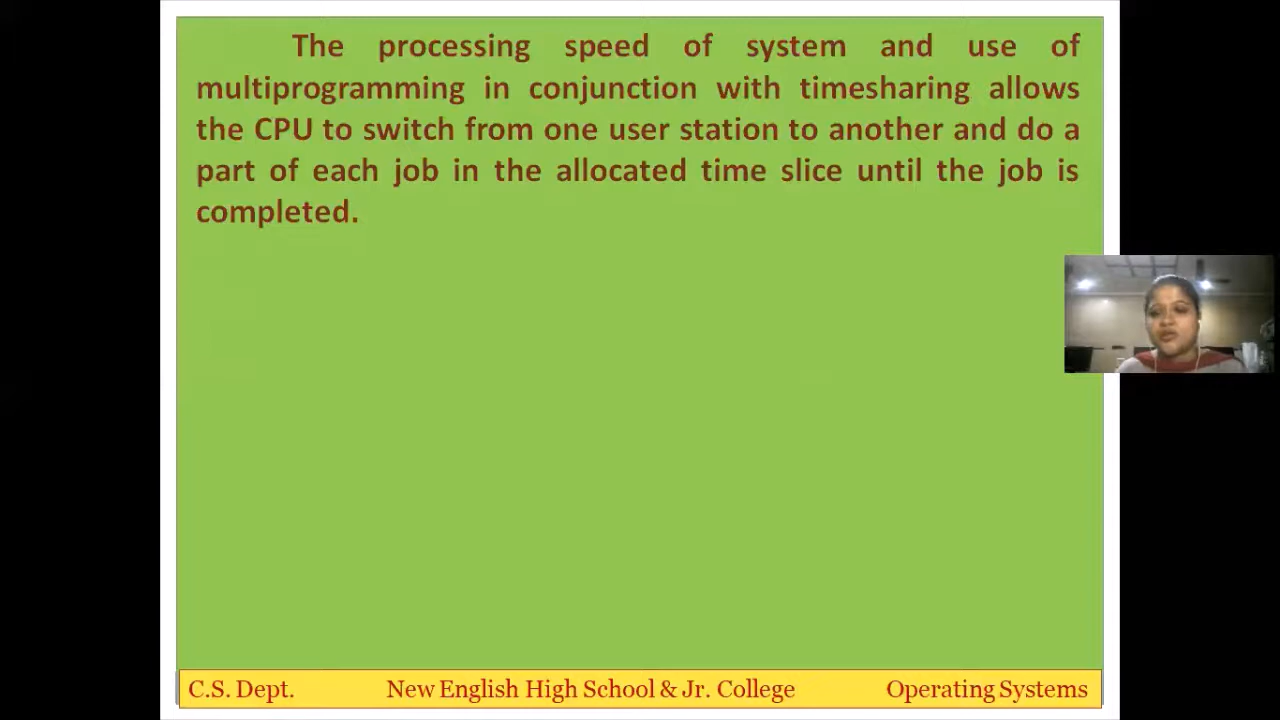 The processing speed of system and use of
multiprogramming in conjunction with timesharing allows
the CPU to switch from one user station to another and do a
part of each job in the allocated time slice until the job is
completed.
C.S. Dept. New English High School & Jr. College Operating Systems